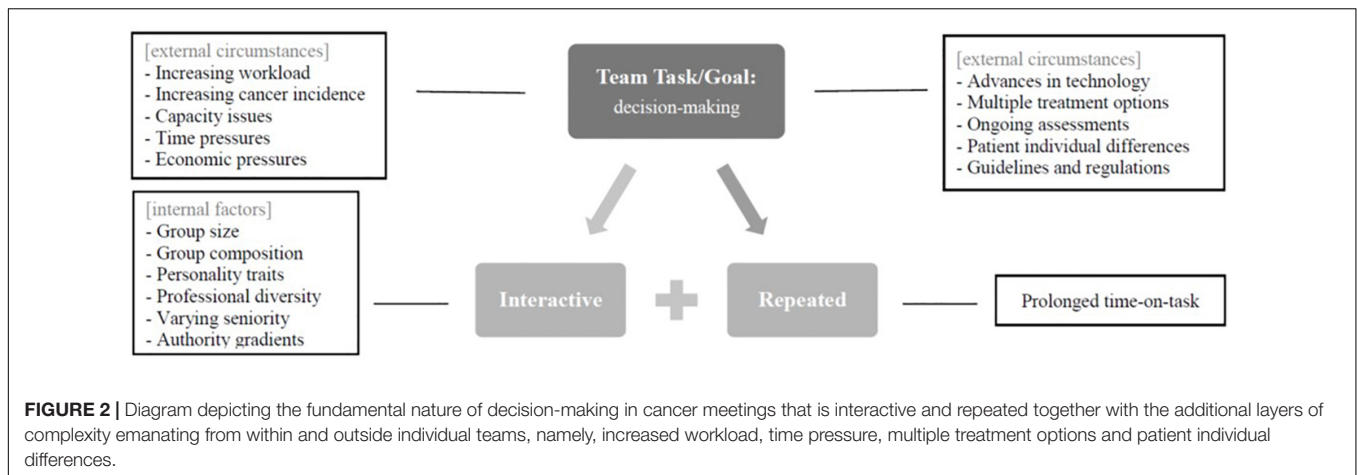 [external circumstances]
- Increasing workload
- Increasing cancer incidence
- Capacity issues
- Time pressures
- Economic pressures
Team Task/Goal:
decision-making
[external circumstances]
- Advances in technology
- Multiple treatment options
- Ongoing assessments
- Patient individual differences
- Guidelines and regulations
[internal factors]
- Group size
- Group composition
- Personality traits
- Professional diversity
- Varying seniority
- Authority gradients
Interactive
Repeated
Prolonged time-on-task
FIGURE 2 | Diagram depicting the fundamental nature of decision-making in cancer meetings that is interactive and repeated together with the additional layers of
complexity emanating from within and outside individual teams, namely, increased workload, time pressure, multiple treatment options and patient individual
differences.